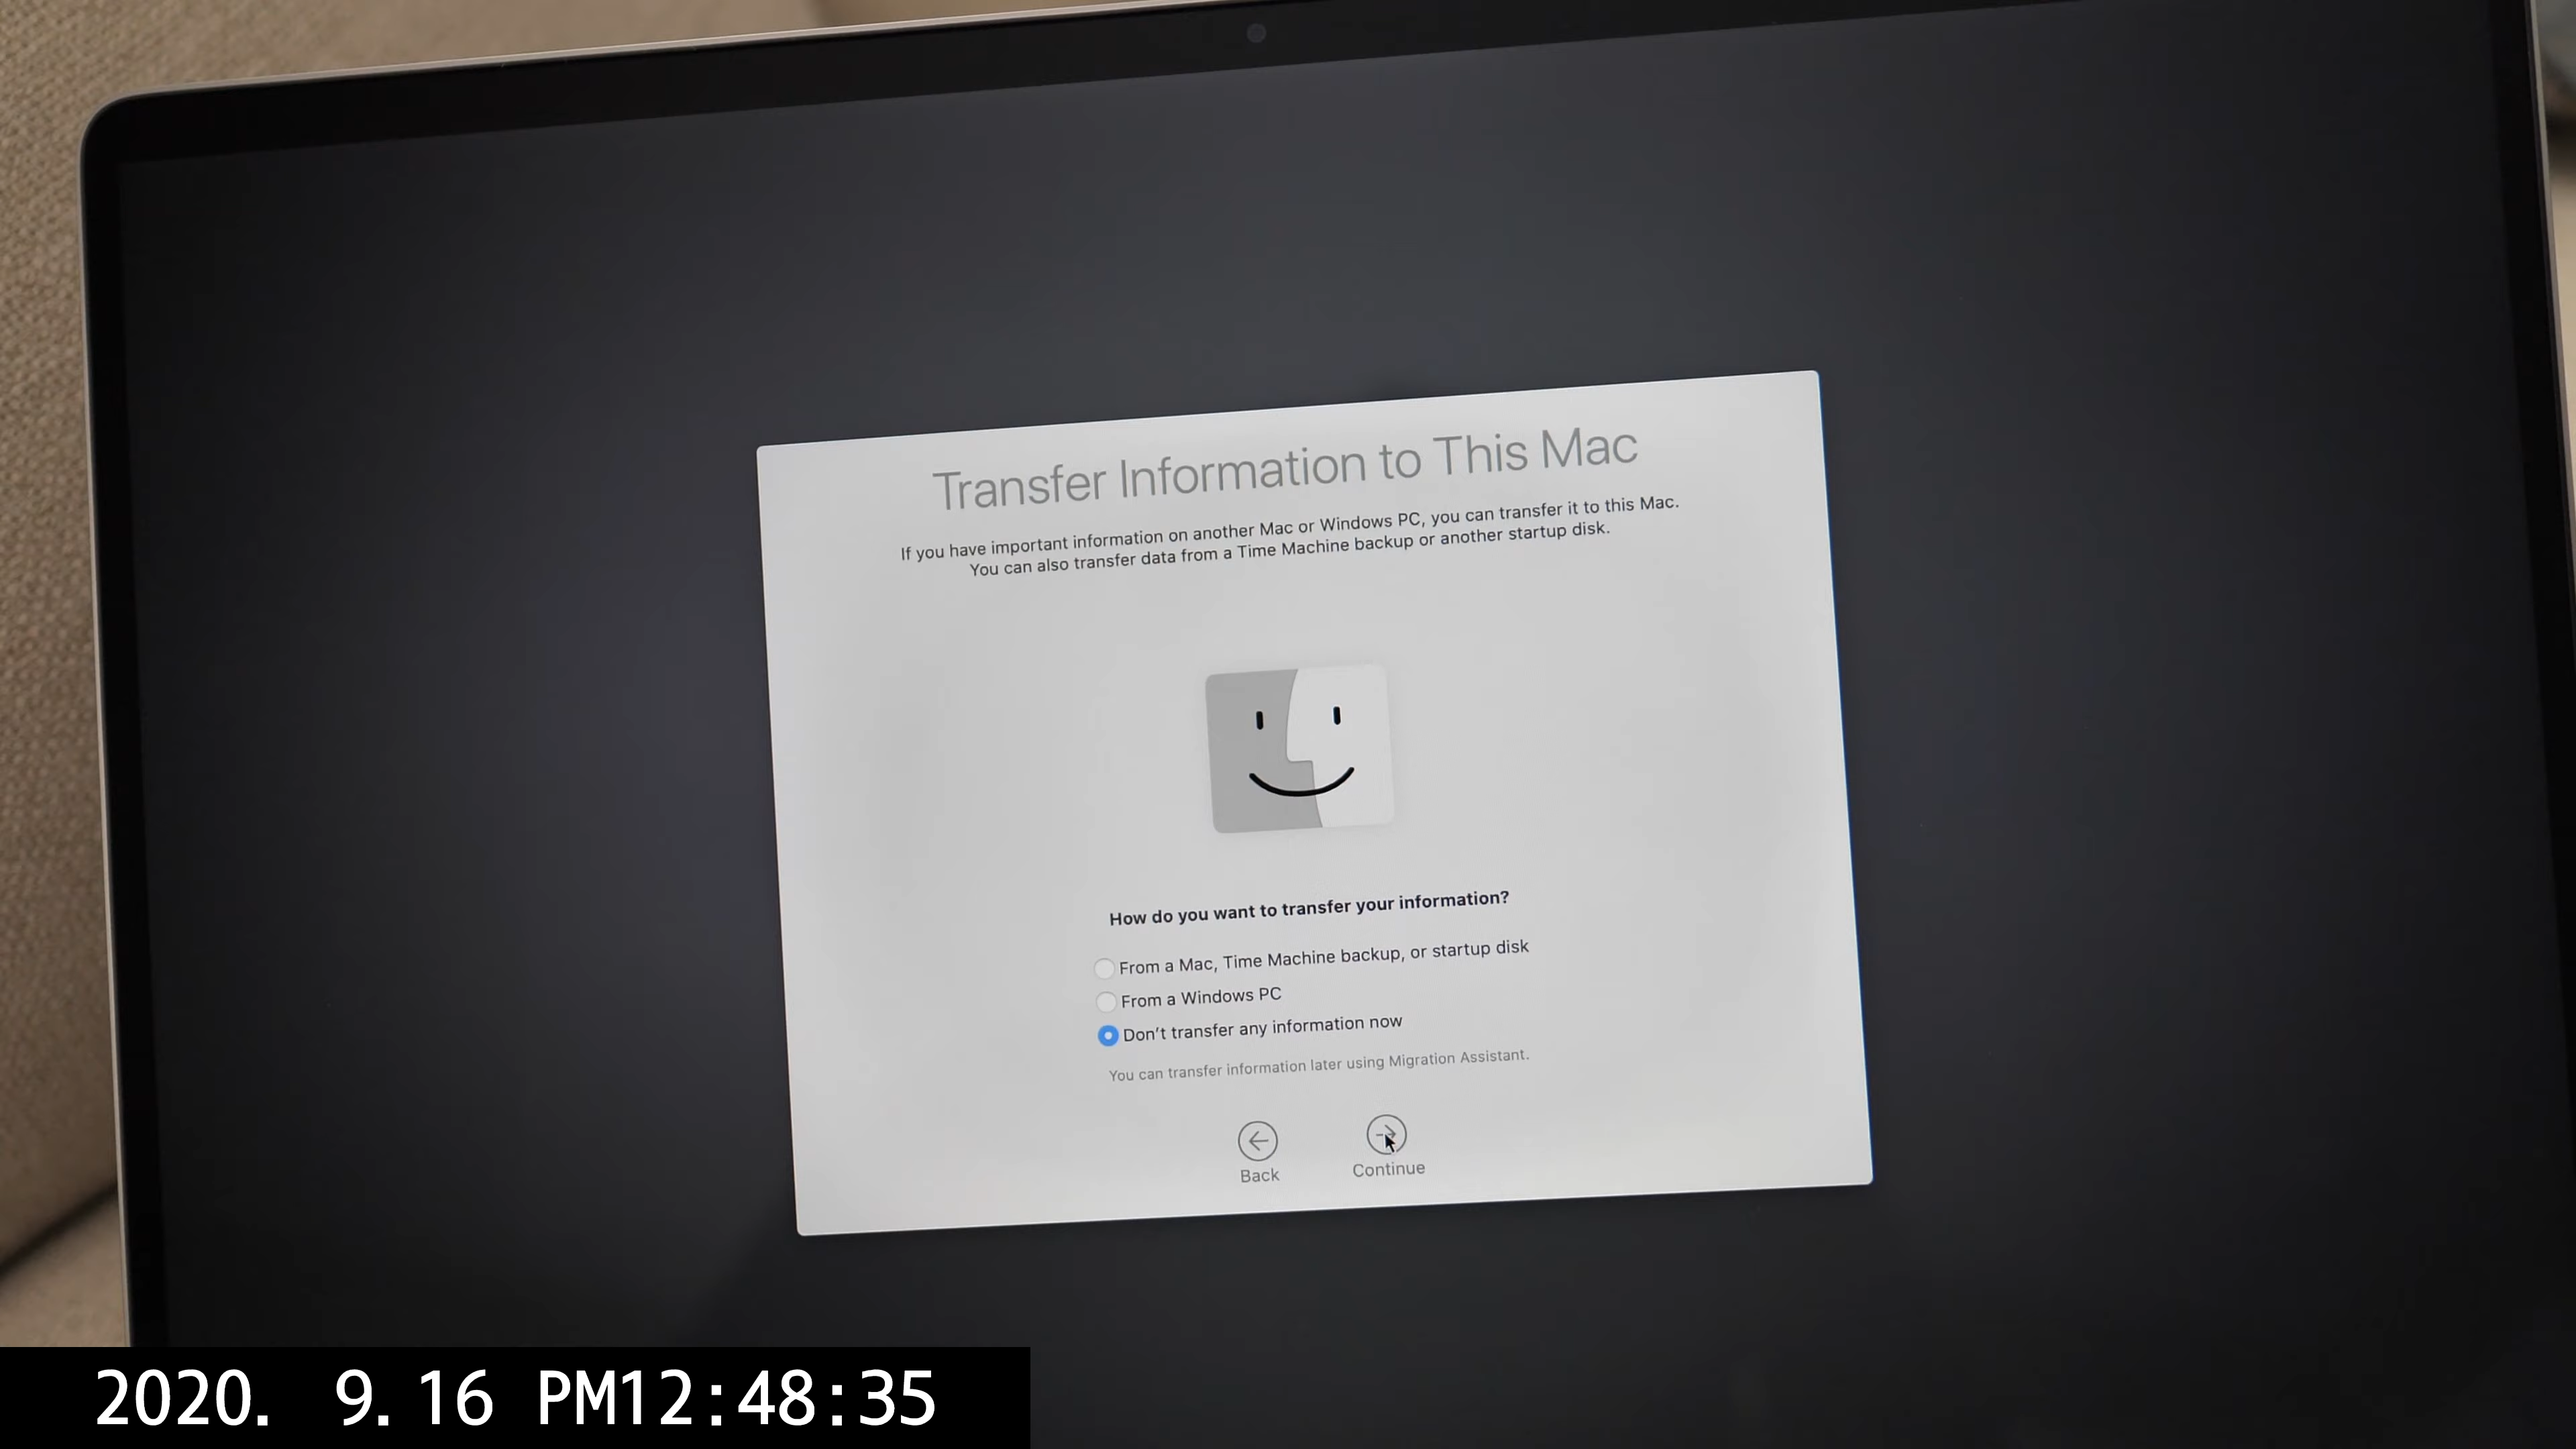 Transfer Information to This Mac
If you have important information on another Mac or Windows PC, you can transfer it to this Mac.
You can also transfer data from a Time Machine backup or another startup disk.
How do you want to transfer your information?
From a Mac, Time Machine backup, or startup disk
From a Windows PC
Don't transfer any information now
You can transfer information later using Migration Assistant.
Back
Continue
2020. 9. 16 PM12:48:35